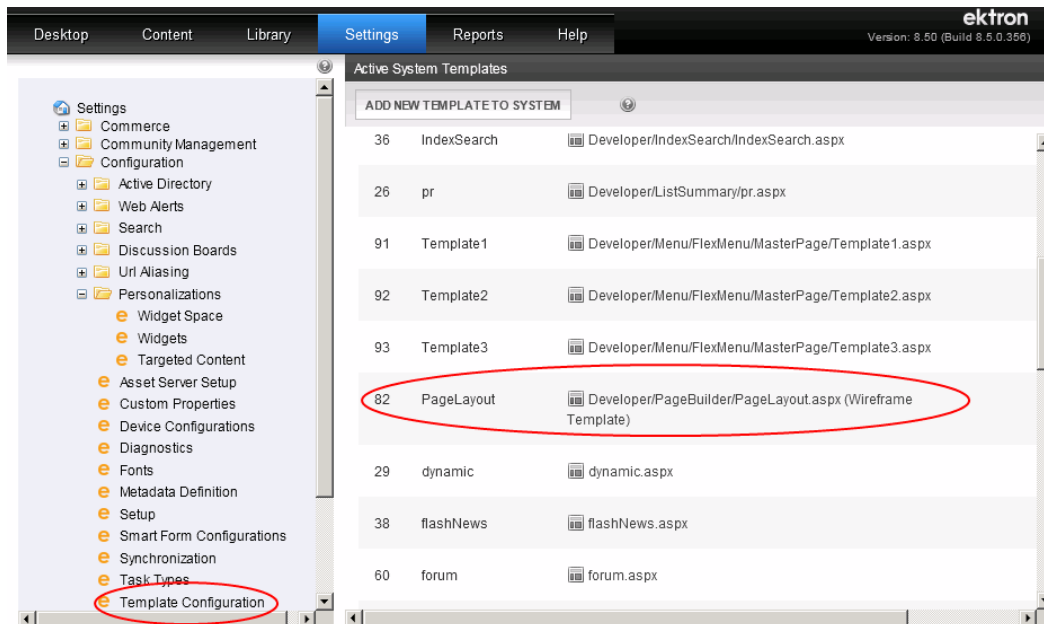 ektron
Desktop Content Library Settings Reports Help
Version: 8.50 (Build 8.5.0.356)
Active System Templates
ADD NEW TEMPLATE TO SYSTEM
Settings
Commerce
Community Management
Configuration
Active Directory
Web Alerts
Search
Discussion Boards
Url Aliasing
Personalizations
Widget Space
Widgets
Targeted Content
Asset Server Setup
Custom Properties
Device Configurations
Diagnostics
Fonts
Metadata Definition
Setup
Smart Form Configurations
Synchronization
Task Types
Template Configuration
36 IndexSearch Developer/IndexSearch/IndexSearch.aspx
26 pr Developer/ListSummary/pr.aspx
91 Template1 Developer/Menu/FlexMenu/MasterPage/Template1.aspx
92 Template2 Developer/Menu/FlexMenu/MasterPage/Template2.aspx
93 Template3 Developer/Menu/FlexMenu/MasterPage/Template3.aspx
82 PageLayout Developer/PageBuilder/PageLayout.aspx (Wireframe
Template)
29 dynamic dynamic.aspx
38 flashNews flashNews.aspx
60 forum forum.aspx